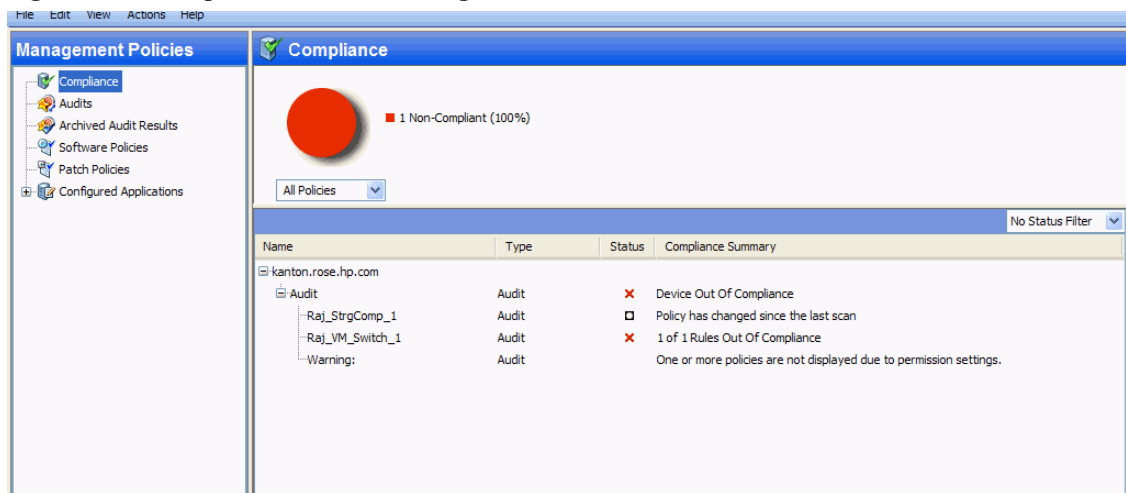 File Edit View Actions Help
Management Policies
Compliance
Audits
Archived Audit Results
Software Policies
Patch Policies
Configured Applications
Compliance
1 Non-Compliant (100%)
All Policies
No Status Filter
Name Type Status Compliance Summary
kanton.rose.hp.com
Audit Audit Device Out Of Compliance
Raj_StrgComp_1 Audit Policy has changed since the last scan
Raj_VM_Switch_1 Audit 1 of 1 Rules Out Of Compliance
Warning: Audit One or more policies are not displayed due to permission settings.